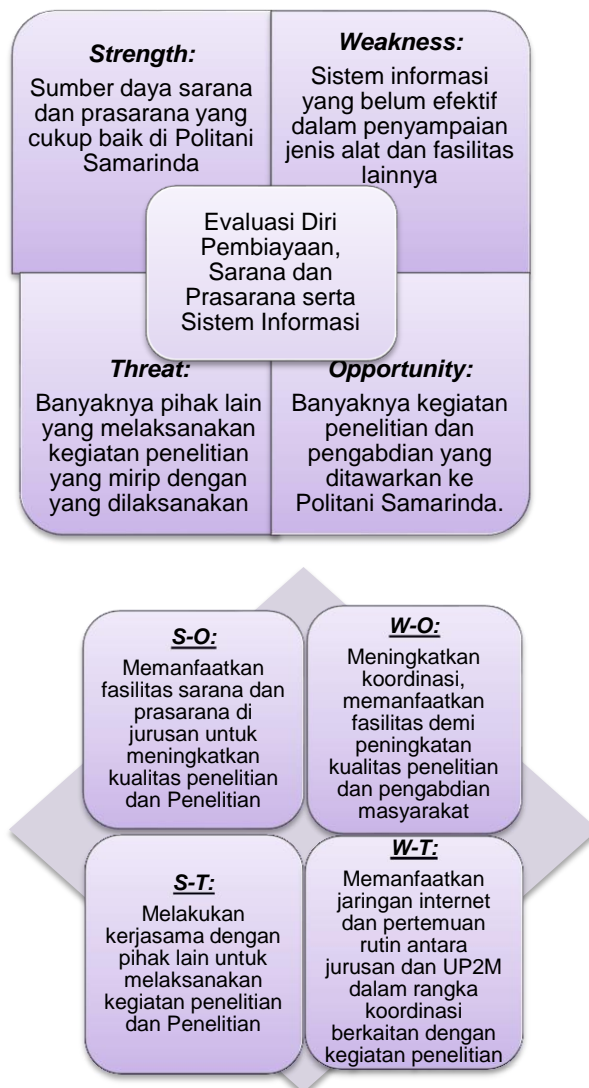 Strength:
Sumber daya sarana
dan prasarana yang
cukup baik di Politani
Samarinda
Weakness:
Sistem informasi
yang belum efektif
dalam penyampaian
jenis alat dan fasilitas
lainnya
Evaluasi Diri
Pembiayaan,
Sarana dan
Prasarana serta
Sistem Informasi
Threat:
Banyaknya pihak lain
yang melaksanakan
kegiatan penelitian
yang mirip dengan
yang dilaksanakan
Opportunity:
Banyaknya kegiatan
penelitian dan
pengabdian yang
ditawarkan ke
Politani Samarinda.
S-O:
Memanfaatkan
fasilitas sarana dan
prasarana di
jurusan untuk
meningkatkan
kualitas penelitian
dan Penelitian
W-O:
Meningkatkan
koordinasi,
memanfaatkan
fasilitas demi
peningkatan
kualitas penelitian
dan pengabdian
masyarakat
S-T:
Melakukan
kerjasama dengan
pihak lain untuk
melaksanakan
kegiatan penelitian
dan Penelitian
W-T:
Memanfaatkan
jaringan internet
dan pertemuan
rutin antara
jurusan dan UP2M
dalam rangka
koordinasi
berkaitan dengan
kegiatan penelitian